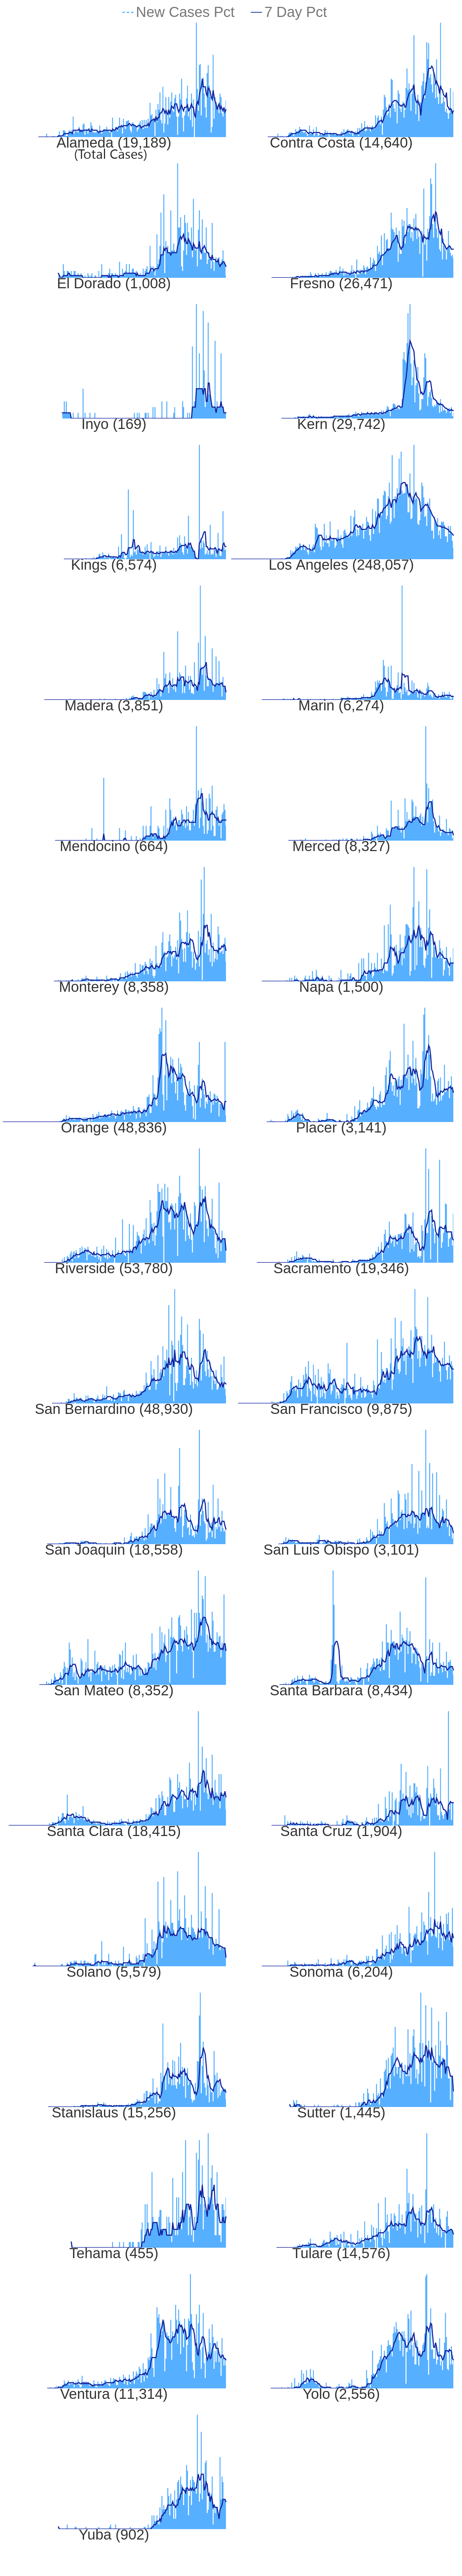 New Cases Pct 7 Day Pct
Alameda (19,189) Contra Costa (14,640)
(Total Cases)
El Dorado (1,008) Fresno (26,471)
Inyo (169) Kern (29,742)
Kings (6,574) Los Angeles (248,057)
Madera (3,851) Marin (6,274)
Mendocino (664) Merced (8,327)
Monterey (8,358) Napa (1,500)
Orange (48,836) Placer (3,141)
Riverside (53,780) Sacramento (19,346)
San Bernardino (48,930) San Francisco (9,875)
San Joaquin (18,558) San Luis Obispo (3,101)
San Mateo (8,352) Santa Barbara (8,434)
Santa Clara (18,415) Santa Cruz (1,904)
Solano (5,579) Sonoma (6,204)
Stanislaus (15,256) Sutter (1,445)
Tehama (455) Tulare (14,576)
Ventura (11,314) Yolo (2,556)
Yuba (902)